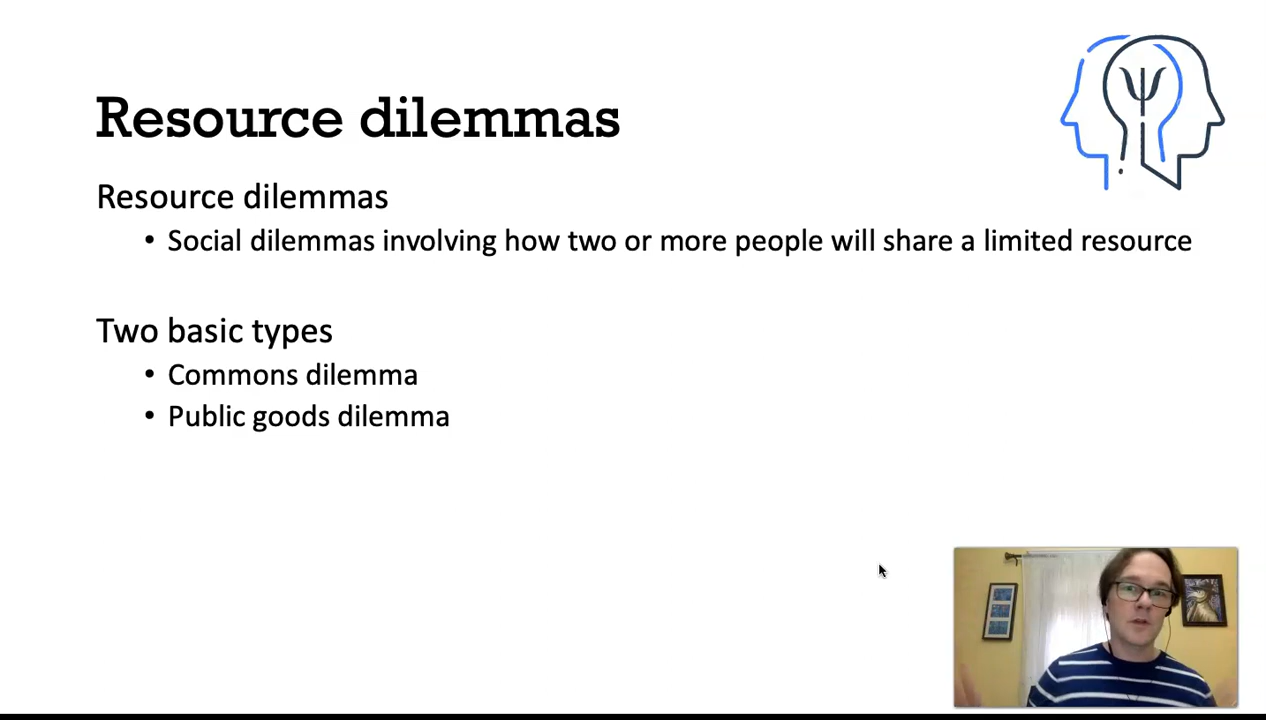 Resource dilemmas
Resource dilemmas
• Social dilemmas involving how two or more people will share a limited resource
Two basic types
• Commons dilemma
• Public goods dilemma